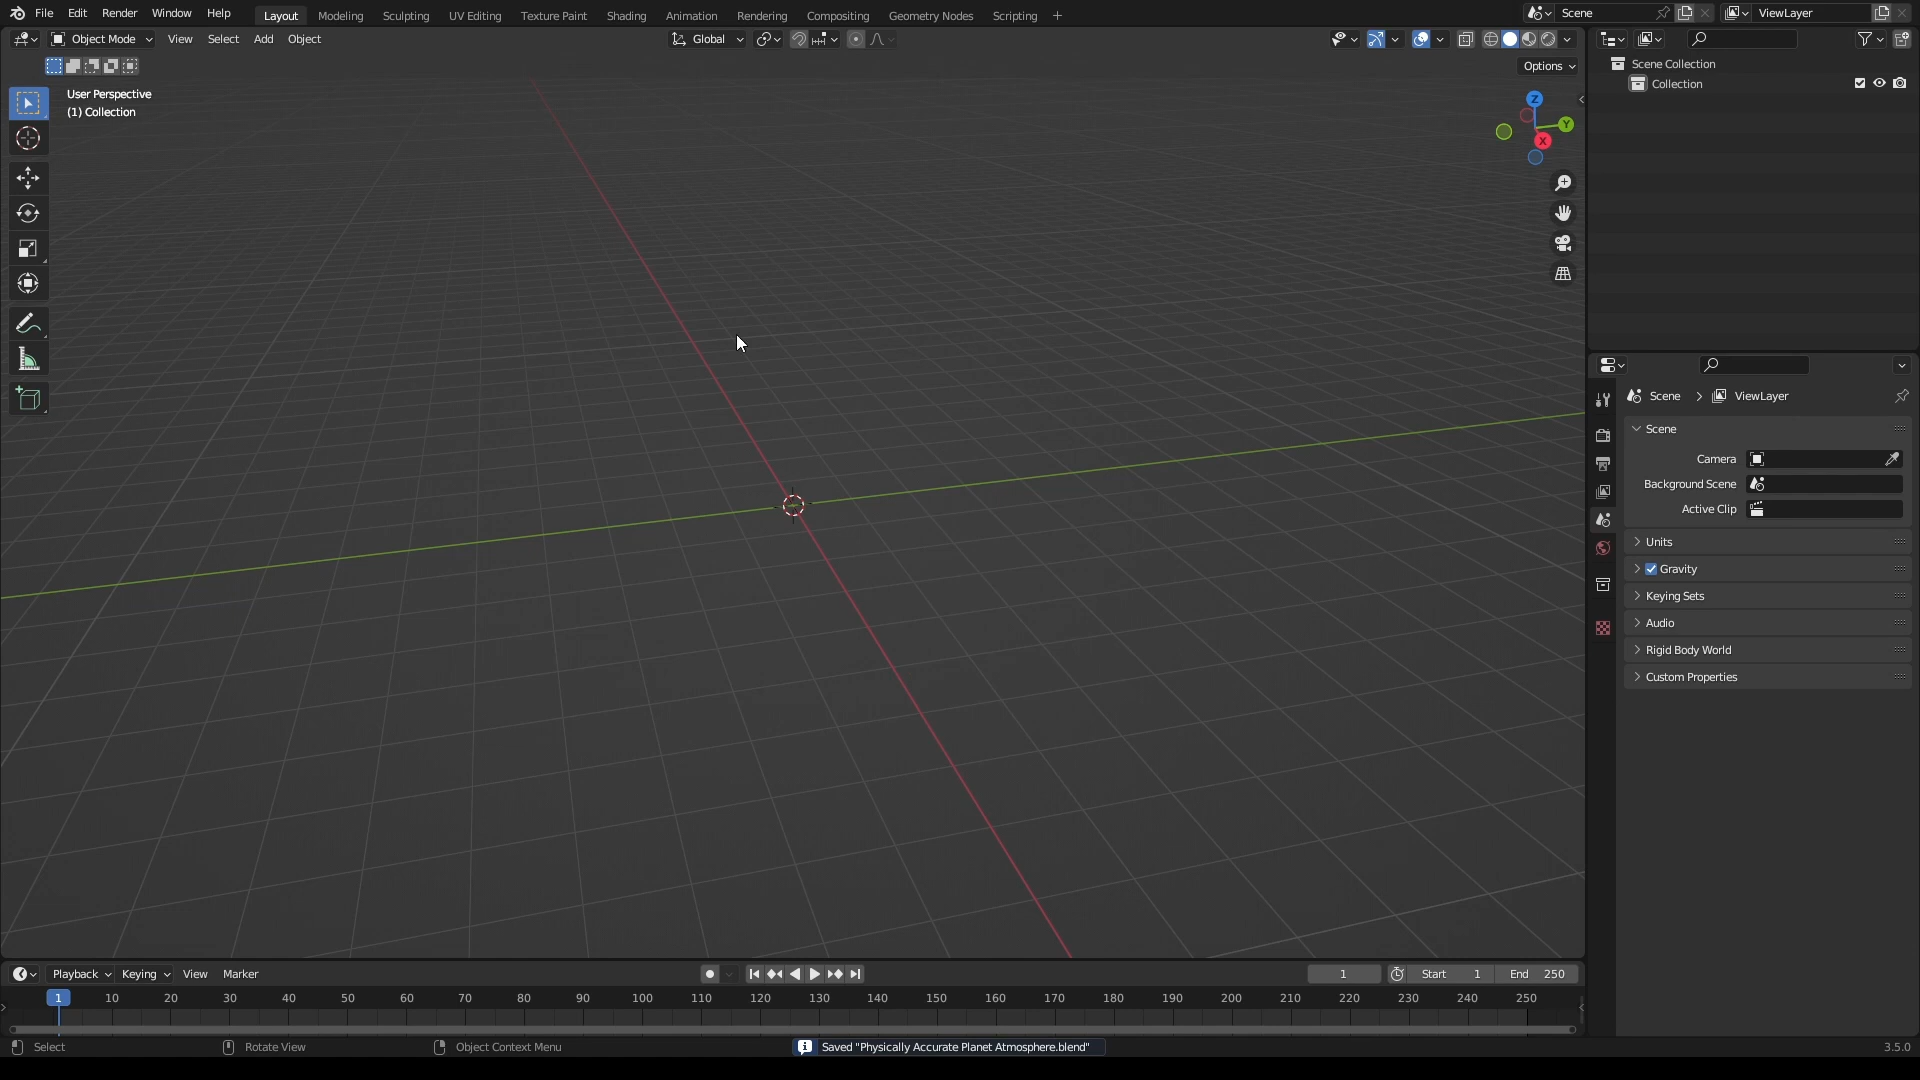 File Edit Render Window Help Layout Modeling Sculpting UV Editing Texture Paint Shading Animation Rendering Compositing Geometry Nodes Scripting + Scene ViewLayer
Object Mode View Select Add Object Global
Options
User Perspective
(1) Collection
Z
Y
X
Scene Collection
Collection
Scene > ViewLayer
Scene
Camera
Background Scene
Active Clip
Units
Gravity
Keying Sets
Audio
Rigid Body World
Custom Properties
Playback Keying View Marker 1 Start 1 End 250
1 10 20 30 40 50 60 70 80 90 100 110 120 130 140 150 160 170 180 190 200 210 220 230 240 250
Select Rotate View Object Context Menu Saved "Physically Accurate Planet Atmosphere.blend" 3.5.0